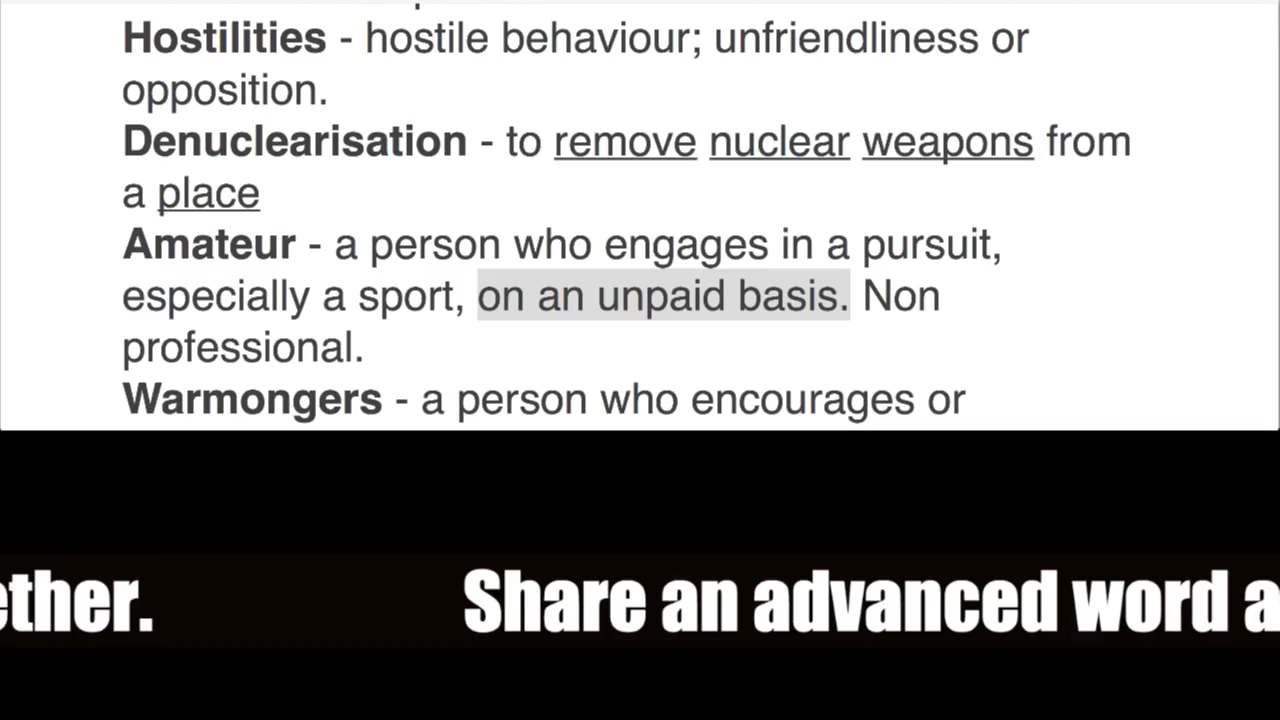 Hostilities - hostile behaviour; unfriendliness or
opposition.
Denuclearisation - to remove nuclear weapons from
a place
Amateur - a person who engages in a pursuit,
especially a sport, on an unpaid basis. Non
professional.
Warmongers - a person who encourages or
ether. Share an advanced word a